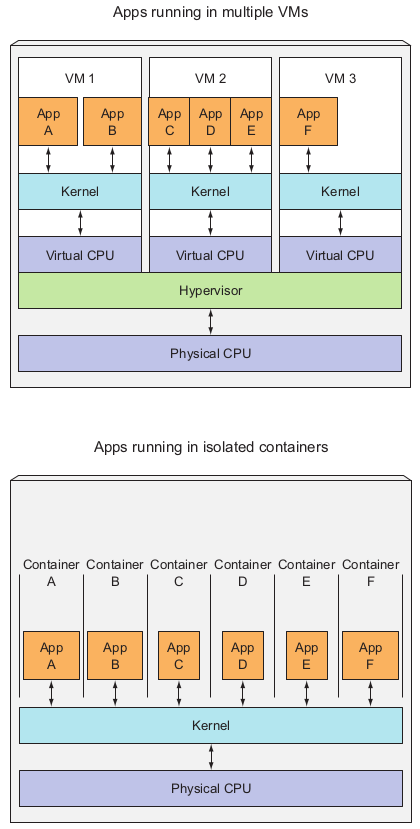 Apps running in multiple VMs
VM 1
VM 2
VM 3
App
A
App
B
App
C
App
D
App
E
App
F
Kernel
Kernel
Kernel
Virtual CPU
Virtual CPU
Virtual CPU
Hypervisor
Physical CPU
Apps running in isolated containers
Container
A
Container
B
Container
C
Container
D
Container
E
Container
F
App
A
App
B
App
C
App
D
App
E
App
F
Kernel
Physical CPU